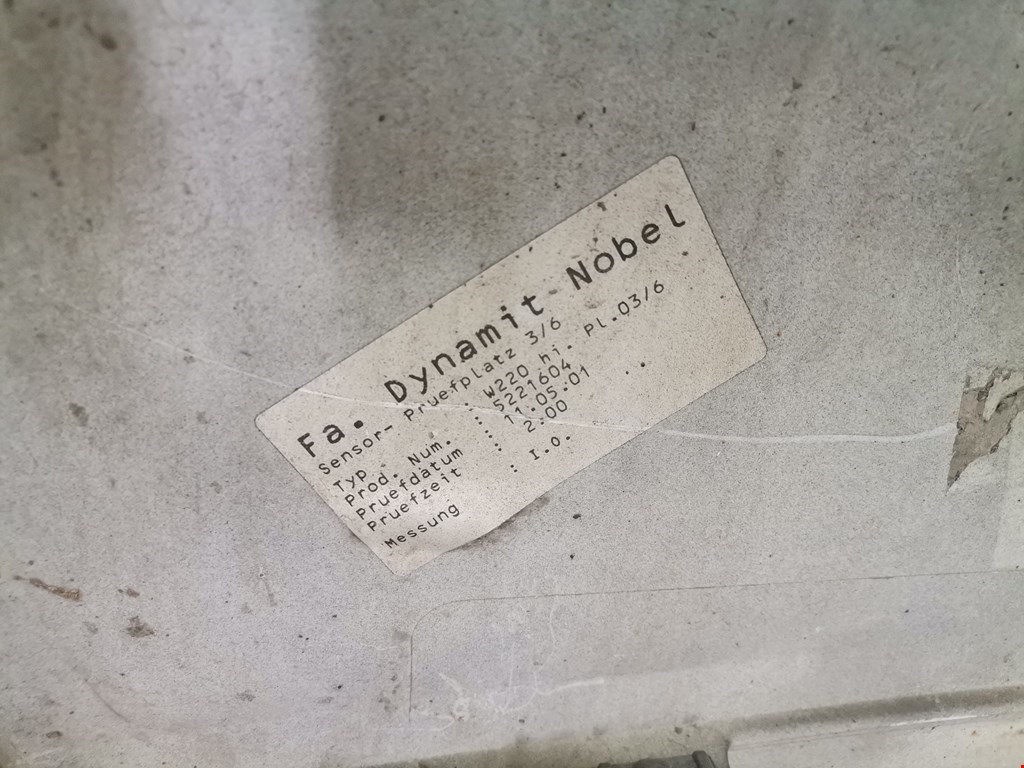 Fa. Dynamit Nobel
Sensor- Pruefplatz 3/6
Typ : W220 hi. Pl.03/6
Prod. Num. : 5221604
Pruefdatum : 11.05.01
Pruefzeit : 2:00
Messung : I.O.